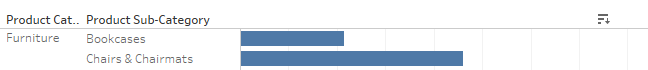 Product Cat.. Product Sub-Category
Furniture Bookcases
Chairs & Chairmats